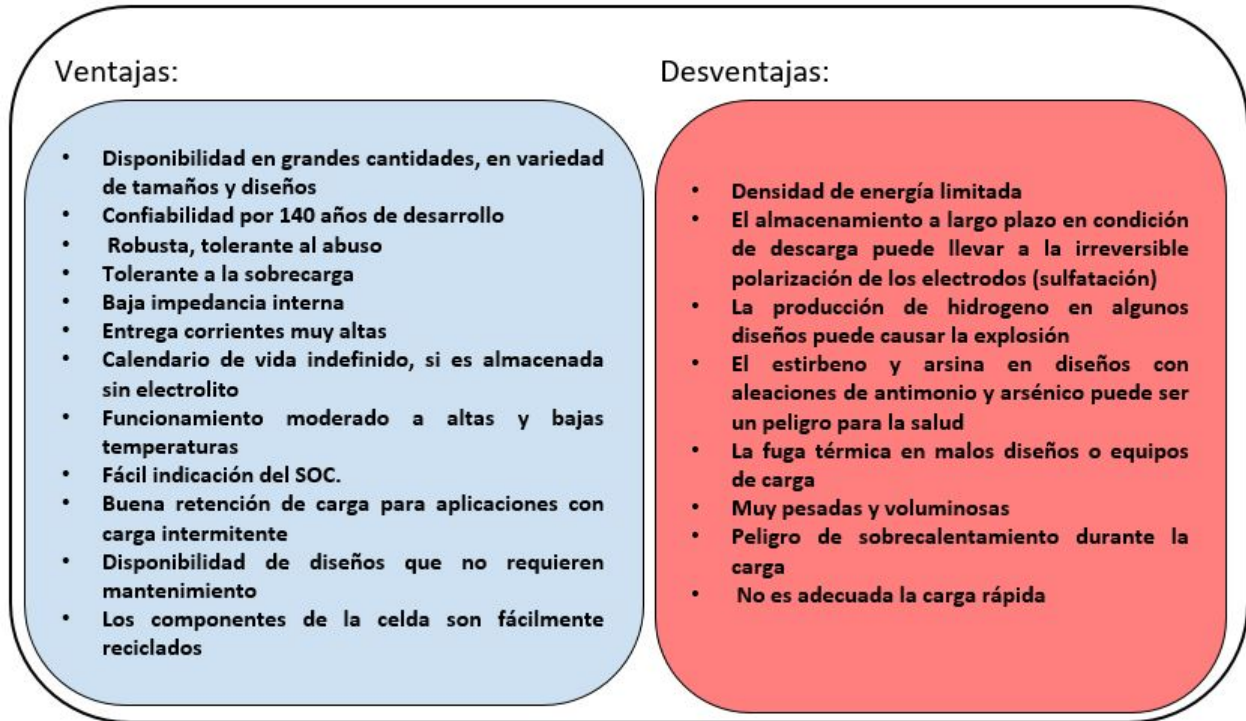 Ventajas:
• Disponibilidad en grandes cantidades, en variedad
de tamaños y diseños
• Confiabilidad por 140 años de desarrollo
• Robusta, tolerante al abuso
• Tolerante a la sobrecarga
• Baja impedancia interna
• Entrega corrientes muy altas
• Calendario de vida indefinido, si es almacenada
sin electrolito
• Funcionamiento moderado a altas y bajas
temperaturas
• Fácil indicación del SOC.
• Buena retención de carga para aplicaciones con
carga intermitente
• Disponibilidad de diseños que no requieren
mantenimiento
• Los componentes de la celda son fácilmente
reciclados
Desventajas:
• Densidad de energía limitada
• El almacenamiento a largo plazo en condición
de descarga puede llevar a la irreversible
polarización de los electrodos (sulfatación)
• La producción de hidrogeno en algunos
diseños puede causar la explosión
• El estirbeno y arsina en diseños con
aleaciones de antimonio y arsénico puede ser
un peligro para la salud
• La fuga térmica en malos diseños o equipos
de carga
• Muy pesadas y voluminosas
• Peligro de sobrecalentamiento durante la
carga
• No es adecuada la carga rápida